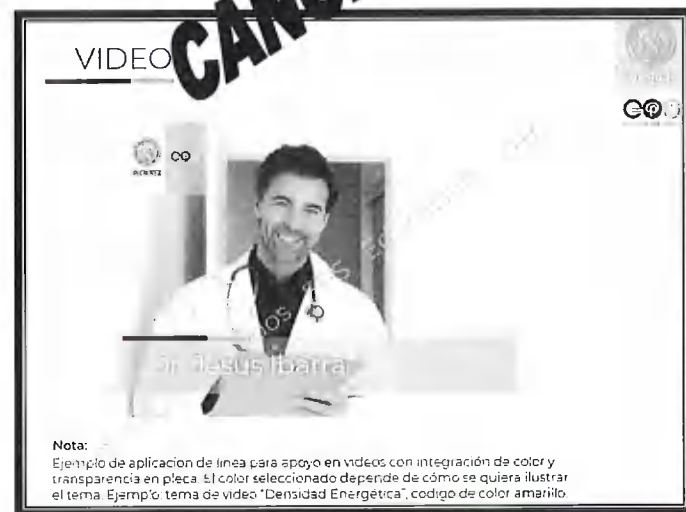 VIDEO
CQ
Dr. Jesus Ibarra
Nota:
Ejemplo de aplicacion de linea para apoyo en videos con integración de color y
transparencia en pleca. El color seleccionado depende de cómo se quiera ilustrar
el tema. Ejemplo: tema de video "Densidad Energética", codigo de color amarillo.